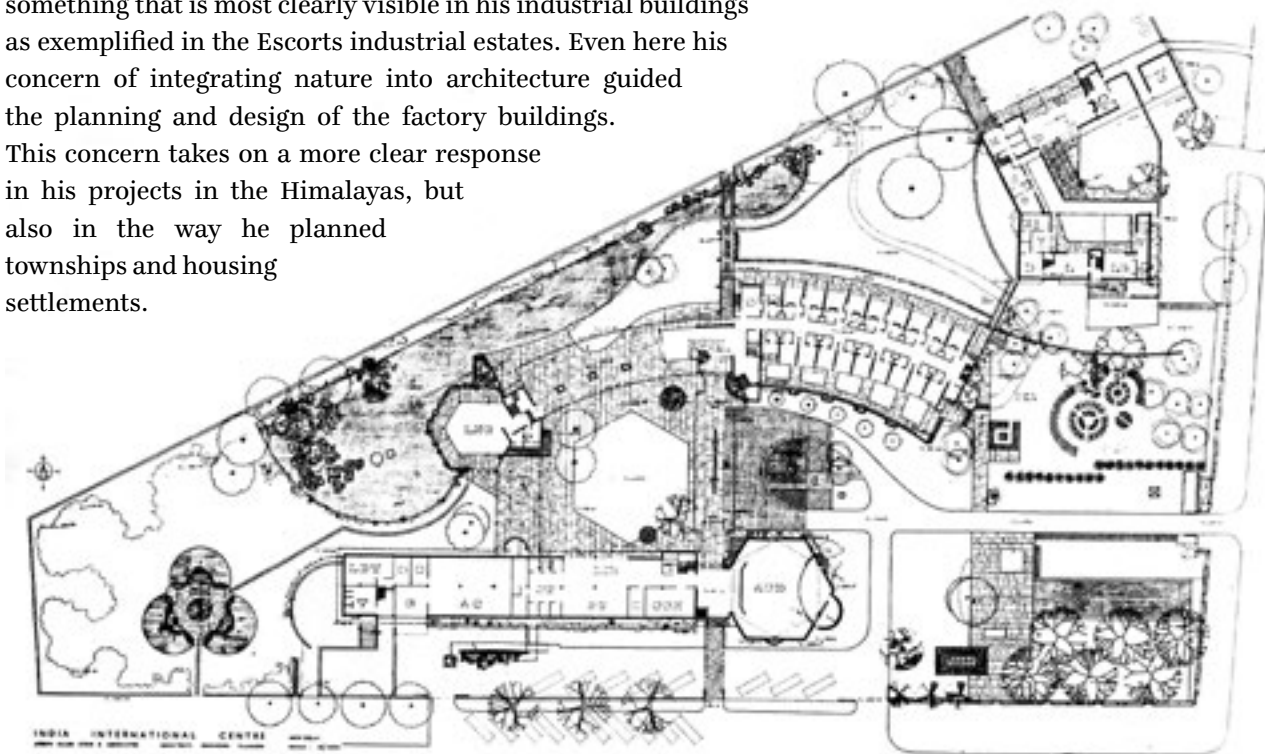 something that is most clearly visible in his industrial buildings
as exemplified in the Escorts industrial estates. Even here his
concern of integrating nature into architecture guided
the planning and design of the factory buildings.
This concern takes on a more clear response
in his projects in the Himalayas, but
also in the way he planned
townships and housing
settlements.
INDIA INTERNATIONAL CENTRE